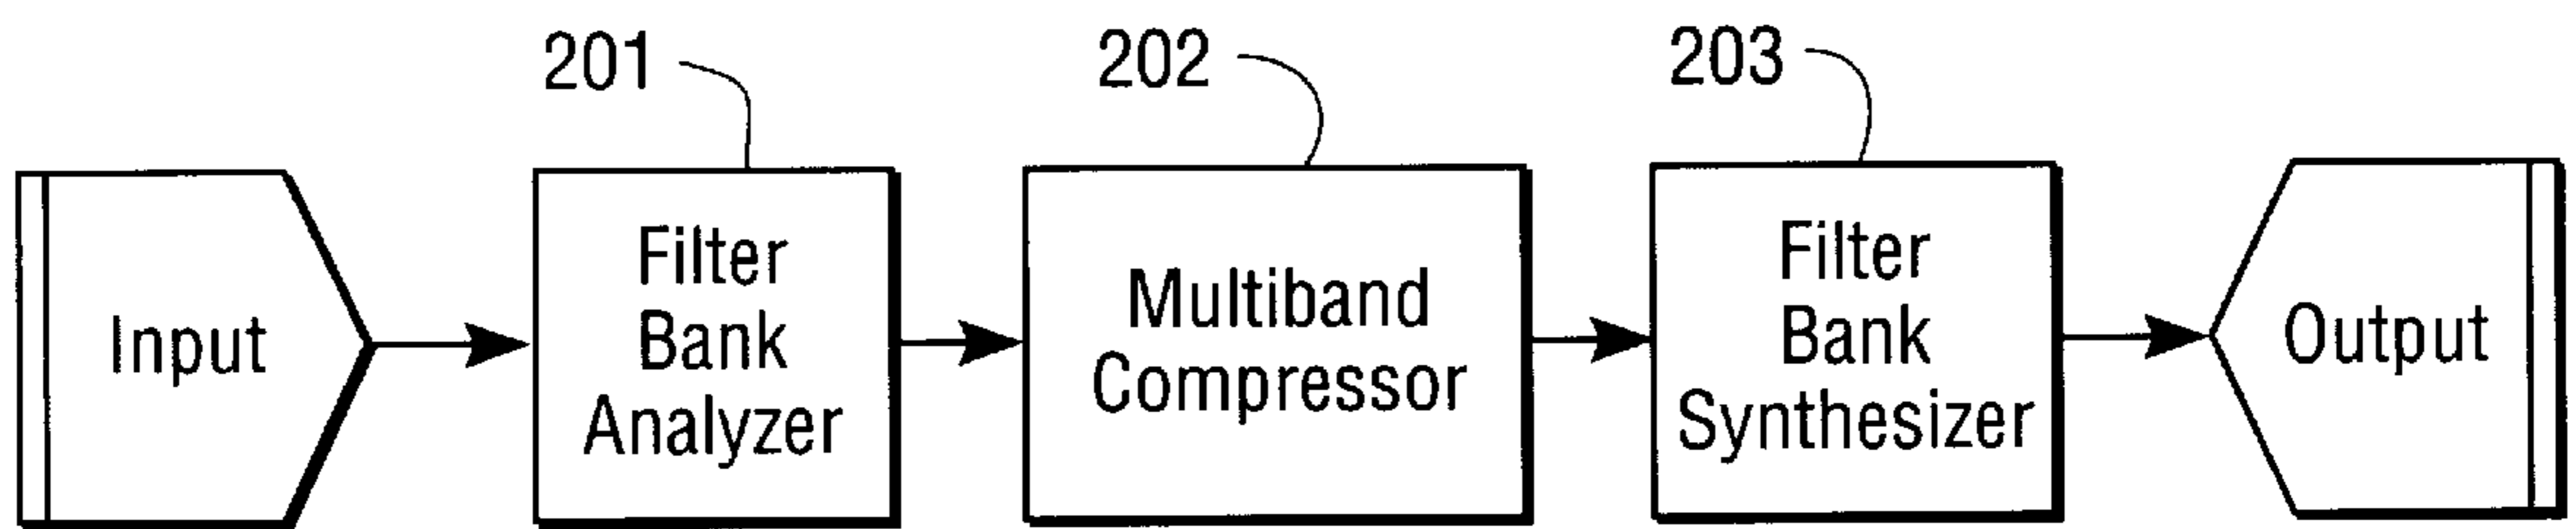 201
202
203
Input
Filter
Bank
Analyzer
Multiband
Compressor
Filter
Bank
Synthesizer
Output